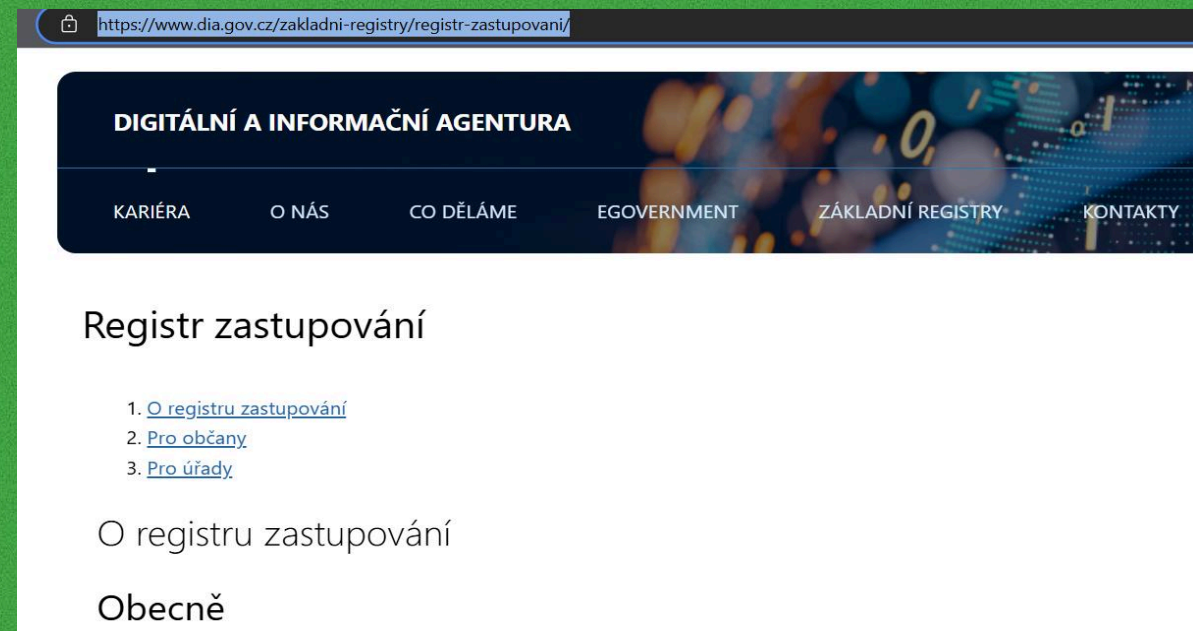 https://www.dia.gov.cz/zakladni-registry/registr-zastupovani/
DIGITÁLNÍ A INFORMAČNÍ AGENTURA
KARIÉRA O NÁS CO DĚLÁME EGOVERNMENT ZÁKLADNÍ REGISTRY KONTAKTY
Registr zastupování
1. O registru zastupování
2. Pro občany
3. Pro úřady
O registru zastupování
Obecně